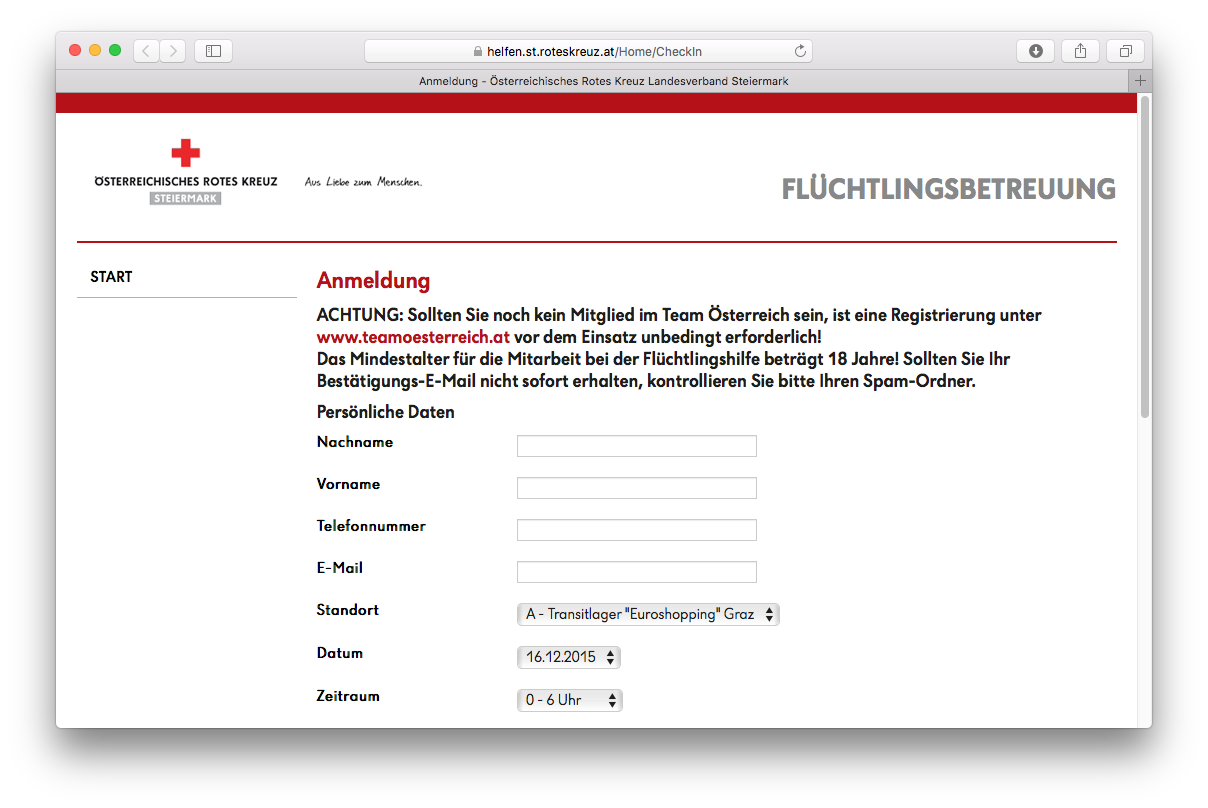 helfen.st.roteskreuz.at/Home/CheckIn
Anmeldung - Österreichisches Rotes Kreuz Landesverband Steiermark
ÖSTERREICHISCHES ROTES KREUZ
STEIERMARK
Aus Liebe zum Menschen.
FLÜCHTLINGSBETREUUNG
START
Anmeldung
ACHTUNG: Sollten Sie noch kein Mitglied im Team Österreich sein, ist eine Registrierung unter
www.teamoesterreich.at vor dem Einsatz unbedingt erforderlich!
Das Mindestalter für die Mitarbeit bei der Flüchtlingshilfe beträgt 18 Jahre! Sollten Sie Ihr
Bestätigungs-E-Mail nicht sofort erhalten, kontrollieren Sie bitte Ihren Spam-Ordner.
Persönliche Daten
Nachname
Vorname
Telefonnummer
E-Mail
Standort A - Transitlager "Euroshopping" Graz
Datum 16.12.2015
Zeitraum 0 - 6 Uhr